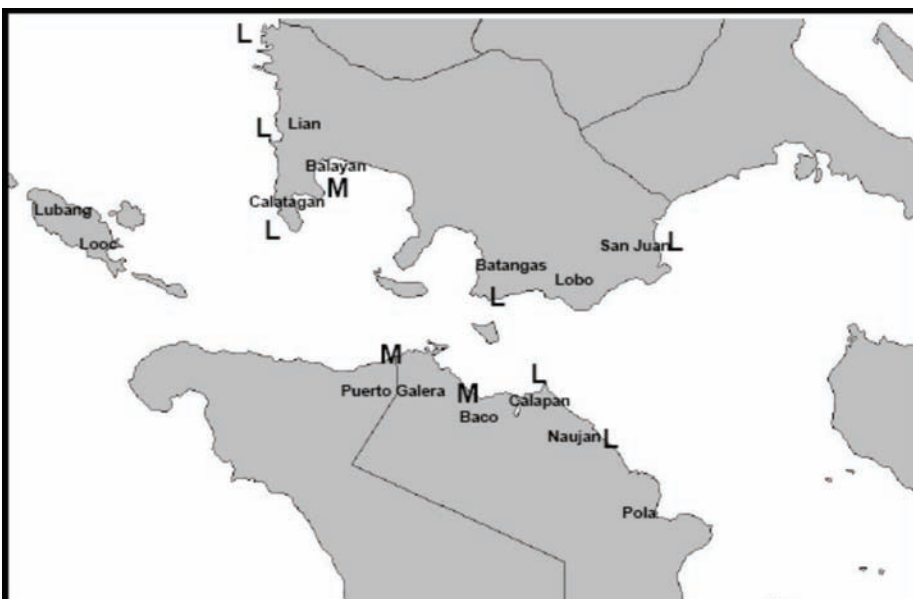 L
L
Lian
Balayan
M
Calatagan
Lubang
L
Looc
San Juan
L
Batangas
Lobo
L
M
L
Puerto Galera
M
Calapan
Baco
Naujan
L
Pola